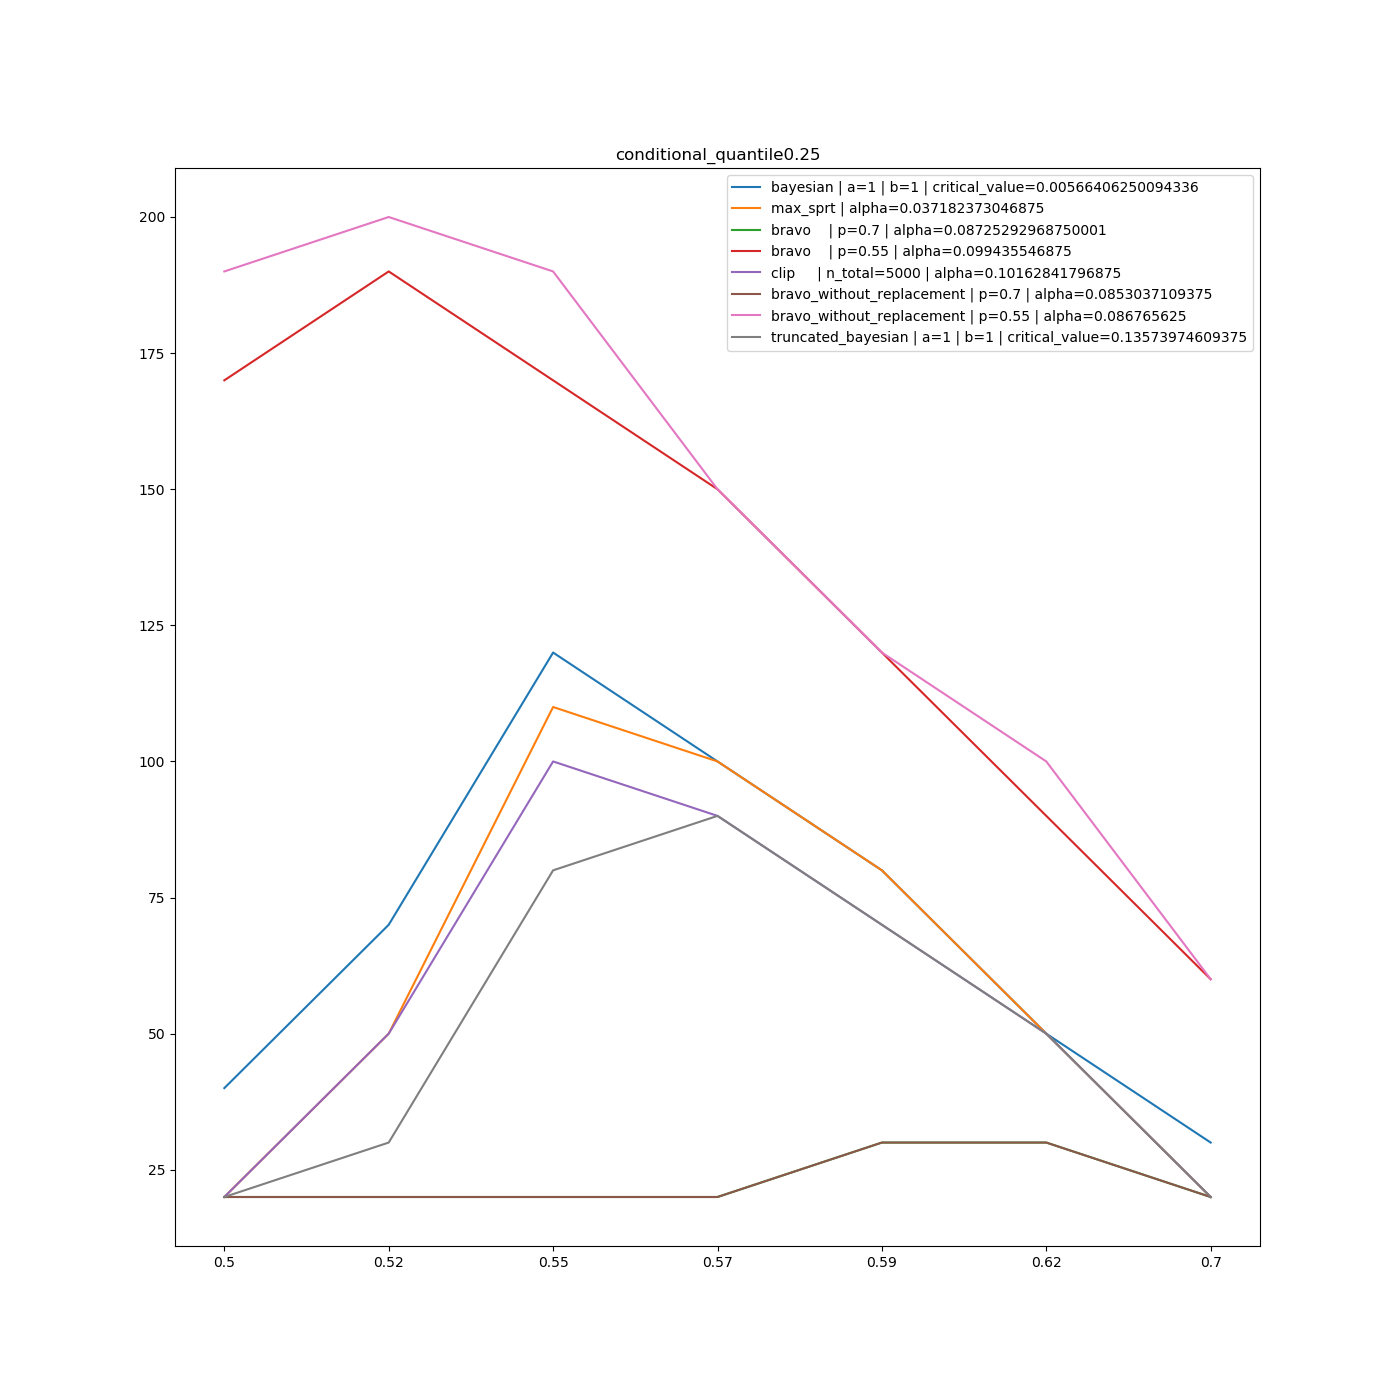 conditional_quantile0.25
bayesian | a=1 | b=1 | critical_value=0.00566406250094336
max_sprt | alpha=0.037182373046875
bravo    | p=0.7 | alpha=0.08725292968750001
bravo    | p=0.55 | alpha=0.099435546875
clip     | n_total=5000 | alpha=0.10162841796875
bravo_without_replacement | p=0.7 | alpha=0.0853037109375
bravo_without_replacement | p=0.55 | alpha=0.086765625
truncated_bayesian | a=1 | b=1 | critical_value=0.13573974609375
200
175
150
125
100
75
50
25
0.5 0.52 0.55 0.57 0.59 0.62 0.7